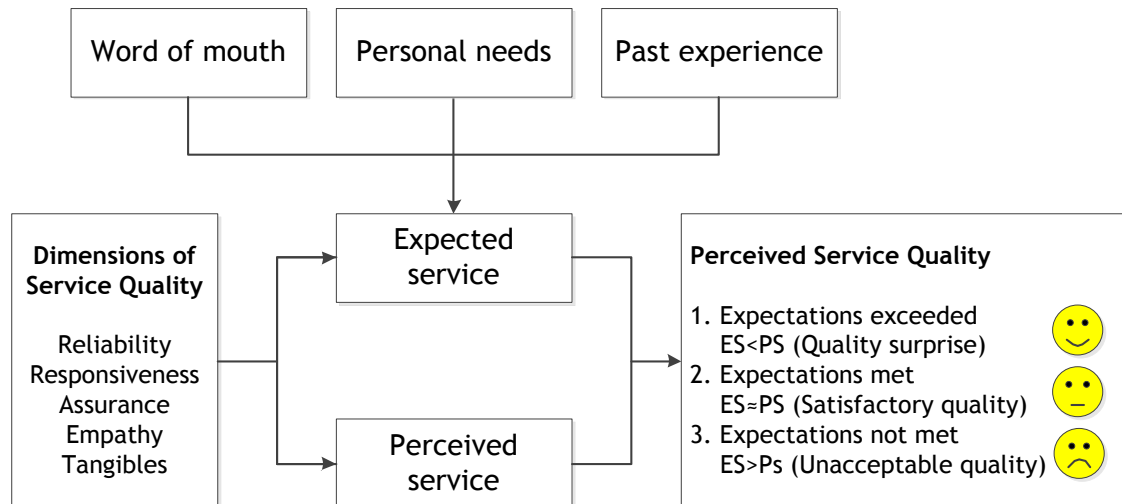 Word of mouth
Personal needs
Past experience
Dimensions of
Service Quality
Reliability
Responsiveness
Assurance
Empathy
Tangibles
Expected
service
Perceived
service
Perceived Service Quality
1. Expectations exceeded
ES<PS (Quality surprise)
2. Expectations met
ES≈PS (Satisfactory quality)
3. Expectations not met
ES>Ps (Unacceptable quality)